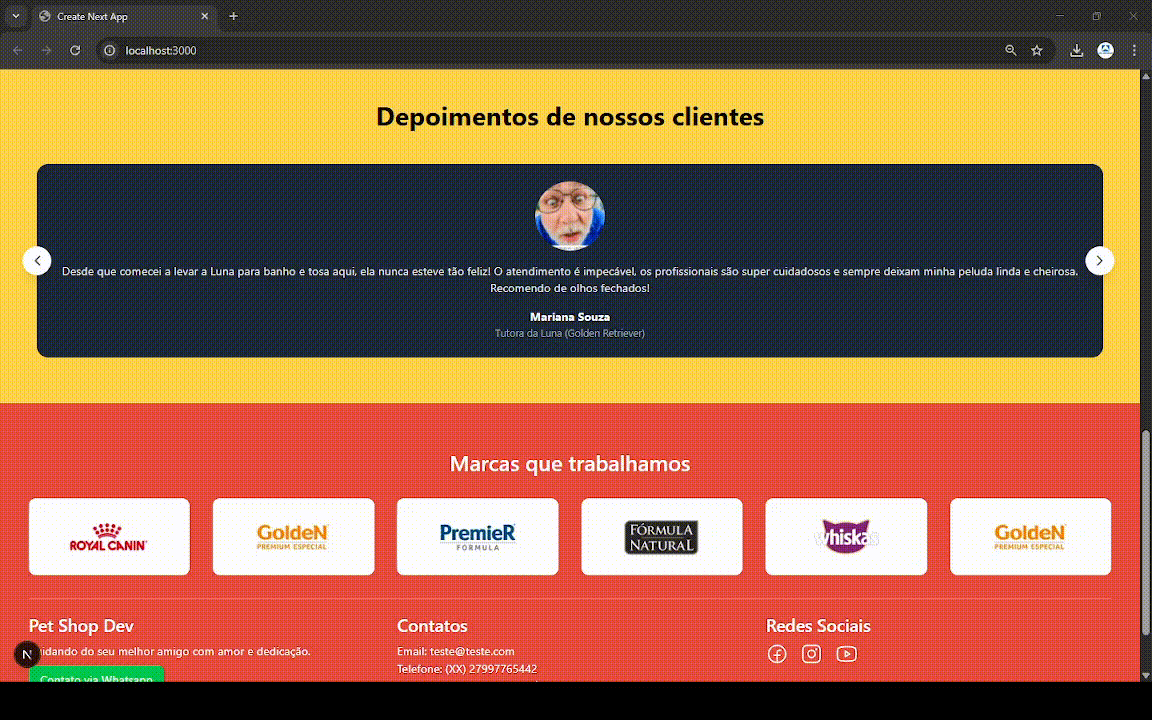 Create Next App
localhost:3000
Depoimentos de nossos clientes
Desde que comecei a levar a Luna para banho e tosa aqui, ela nunca esteve tão feliz! O atendimento é impecável, os profissionais são super cuidadosos e sempre deixam minha peluda linda e cheirosa.
Recomendo de olhos fechados!
Mariana Souza
Tutora da Luna (Golden Retriever)
Marcas que trabalhamos
ROYAL CANIN
GoldeN
PREMIUM ESPECIAL
PremieR
FÓRMULA
FÓRMULA
NATURAL
whiskas
GoldeN
PREMIUM ESPECIAL
Pet Shop Dev
do seu melhor amigo com amor e dedicação.
N
Contato via Whatsapp
Contatos
Email: teste@teste.com
Telefone: (XX) 27997765442
Redes Sociais